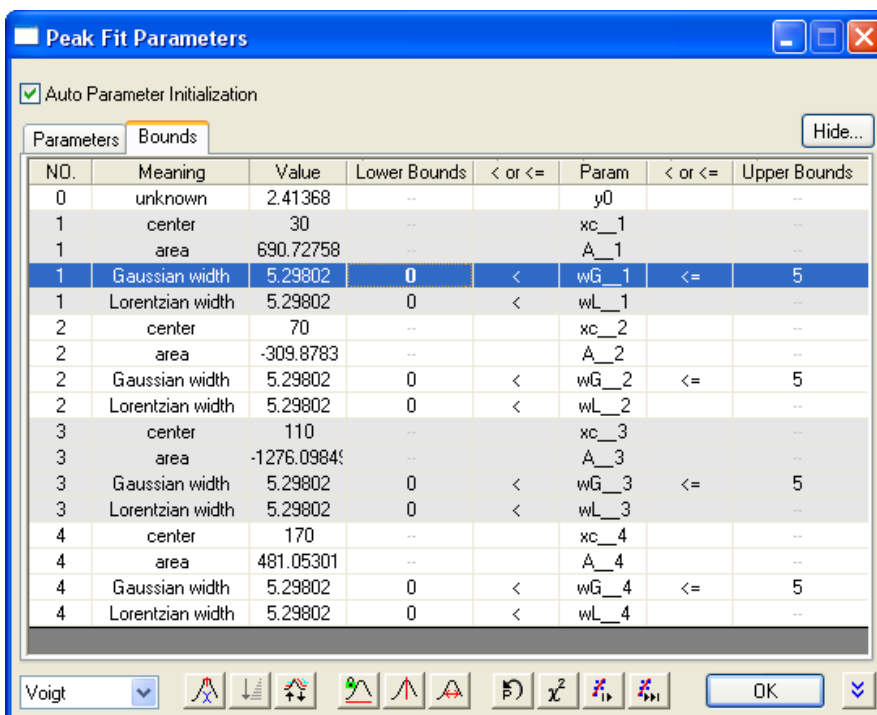 Peak Fit Parameters
Auto Parameter Initialization
Parameters Bounds Hide...
NO. Meaning Value Lower Bounds < or <= Param < or <= Upper Bounds
0 unknown 2.41368 -- y0 --
1 center 30 -- xc__1 --
1 area 690.72758 -- A__1 --
1 Gaussian width 5.29802 0 < wG__1 <= 5
1 Lorentzian width 5.29802 0 < wL__1 --
2 center 70 -- xc__2 --
2 area -309.8783 -- A__2 --
2 Gaussian width 5.29802 0 < wG__2 <= 5
2 Lorentzian width 5.29802 0 < wL__2 --
3 center 110 -- xc__3 --
3 area -1276.0984 -- A__3 --
3 Gaussian width 5.29802 0 < wG__3 <= 5
3 Lorentzian width 5.29802 0 < wL__3 --
4 center 170 -- xc__4 --
4 area 481.05301 -- A__4 --
4 Gaussian width 5.29802 0 < wG__4 <= 5
4 Lorentzian width 5.29802 0 < wL__4 --
Voigt P χ² OK